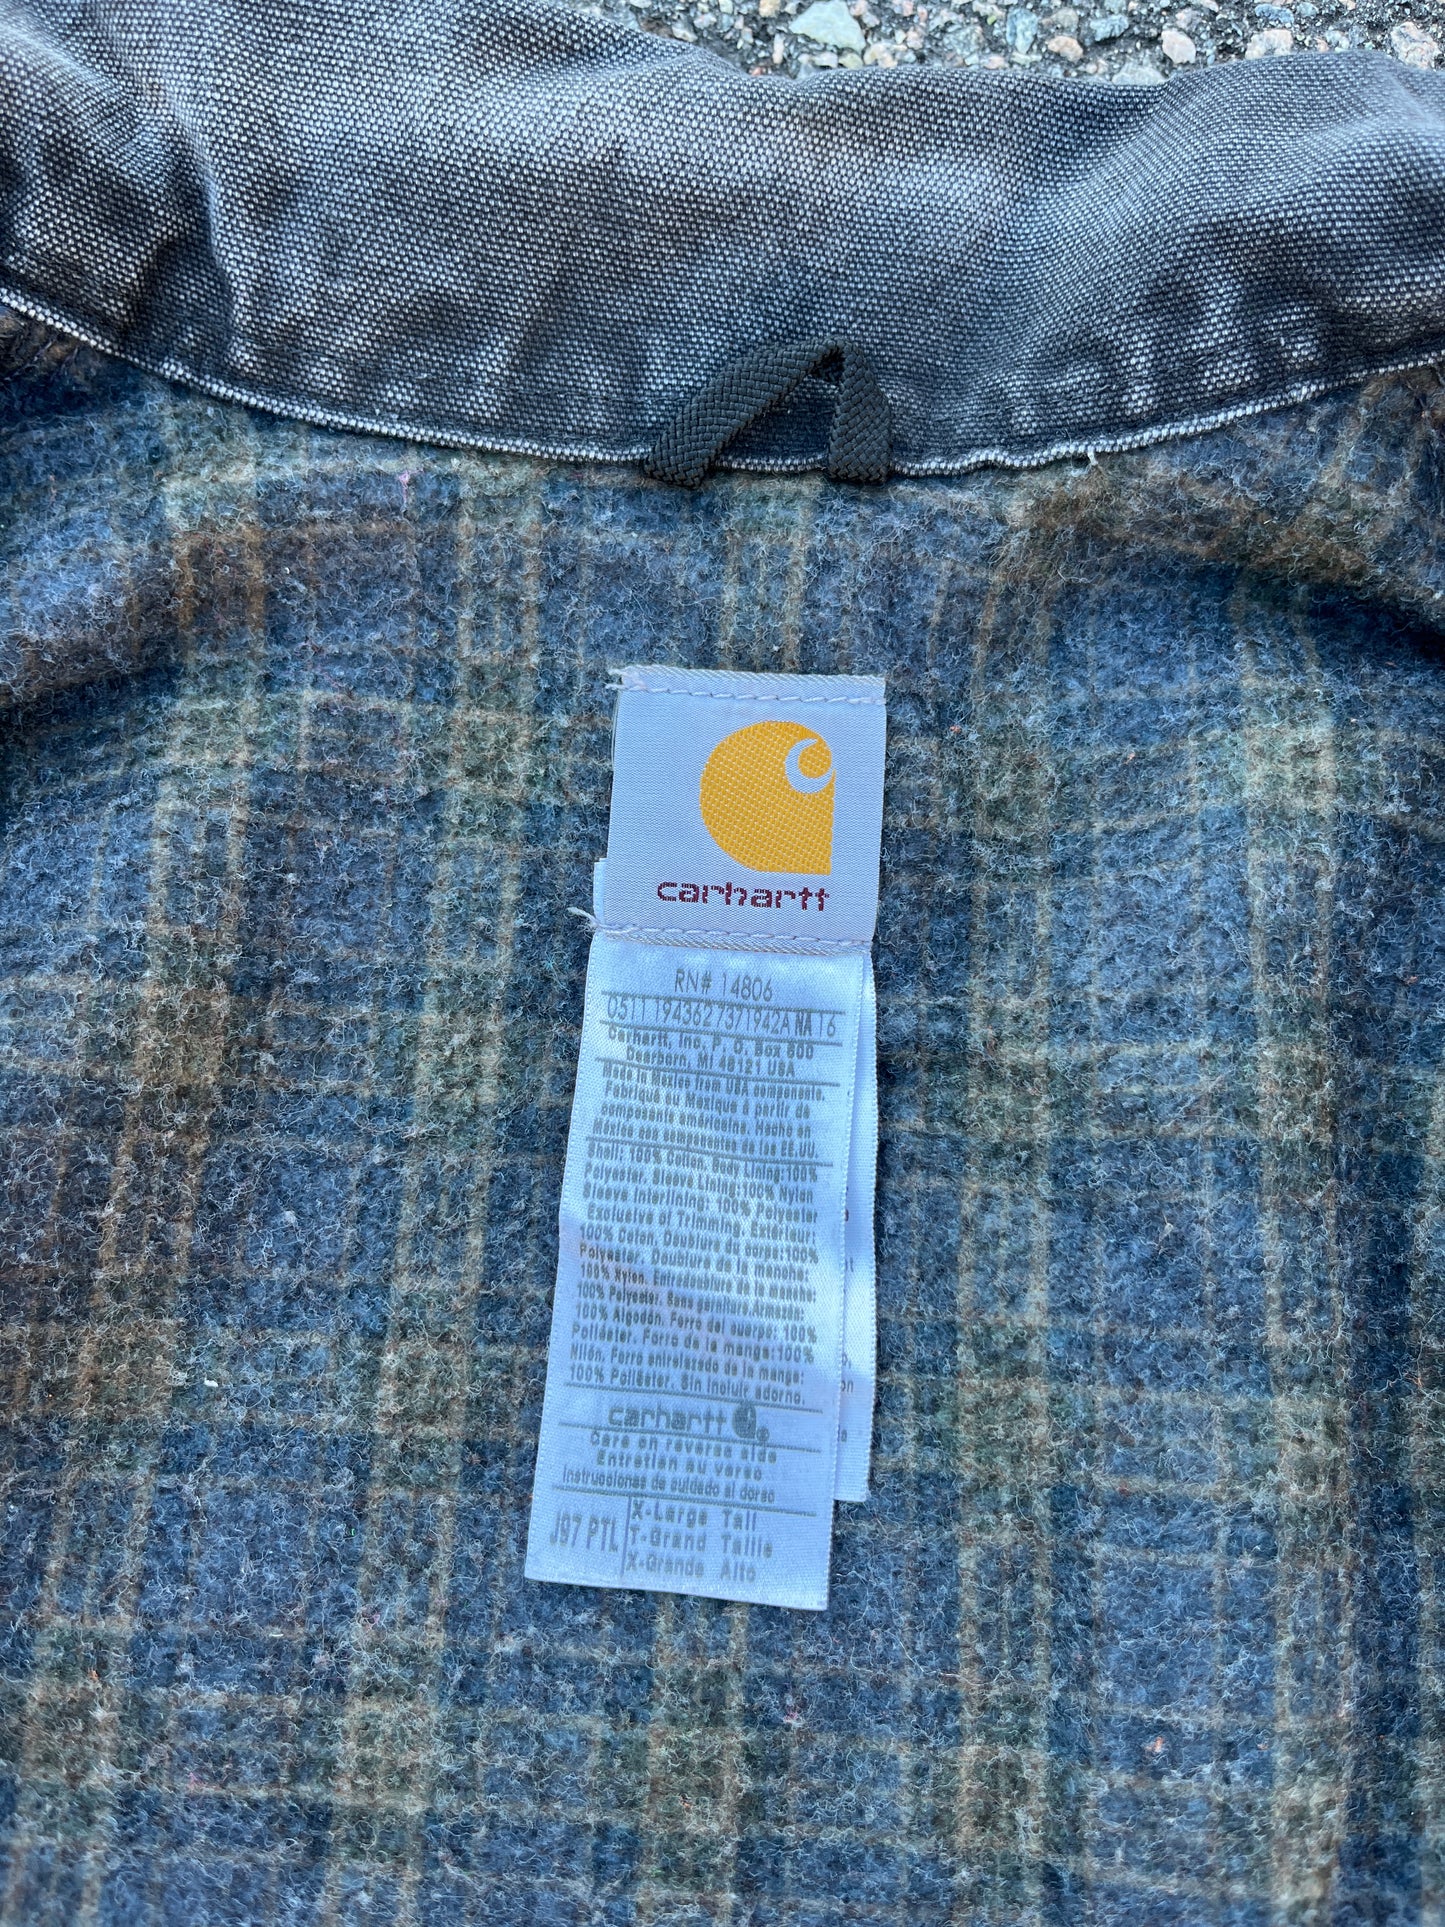 carhartt
RN# 14806
0511 1943627371942A NA 16
Carhartt, Inc. P. O. Box 600
Dearborn, MI 48121 USA
Made in Mexico from USA components.
Fabriqué au Mexique à partir de
composants américains. Hecho en
México con componentes de los EE.UU.
Shell: 100% Cotton. Body Lining:100%
Polyester. Sleeve Lining:100% Nylon
Sleeve Interlining. 100% Polyester
Exclusive of Trimming. Extérieur:
100% Coton. Doublure du corps:100%
Polyester. Doublure de la manche:
100% Nylon. Entredoublure de la manche:
100% Polyester. Sans garniture.Armazón:
100% Algodón. Forro del cuerpo: 100%
Poliéster. Forro de la manga:100%
Nilón. Forro entrelazado de la manga:
100% Poliéster. Sin incluir adorno.
carhartt
Care on reverse side
Entretien au verso
Instrucciones de cuidado al dorso
J97 PTL
X-Large Tall
T-Grand Taille
X-Grande Alto